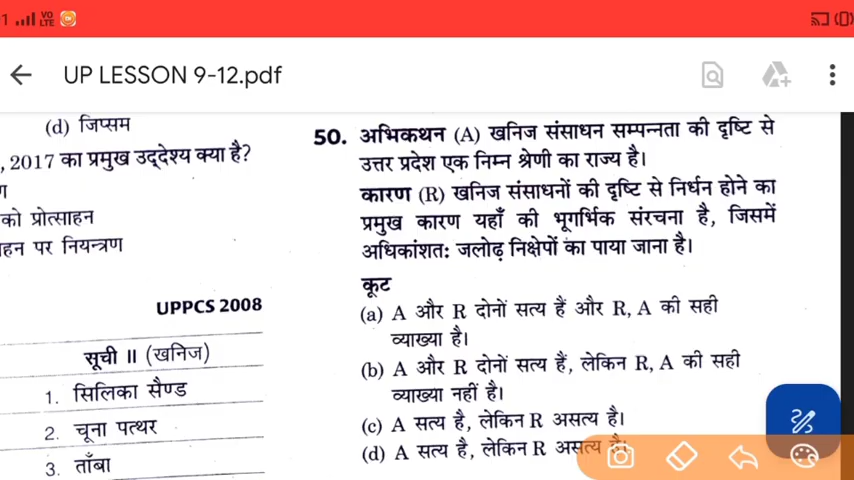 1 VO LTE
UP LESSON 9-12.pdf
(d) जिप्सम
, 2017 का प्रमुख उद्देश्य क्या है?
को प्रोत्साहन
हन पर नियन्त्रण
UPPCS 2008
सूची II (खनिज)
1. सिलिका सैण्ड
2. चूना पत्थर
3. ताँबा
50. अभिकथन (A) खनिज संसाधन सम्पन्नता की दृष्टि से
उत्तर प्रदेश एक निम्न श्रेणी का राज्य है।
कारण (R) खनिज संसाधनों की दृष्टि से निर्धन होने का
प्रमुख कारण यहाँ की भूगर्भिक संरचना है, जिसमें
अधिकांशतः जलोढ़ निक्षेपों का पाया जाना है।
कूट
(a) A और R दोनों सत्य हैं और R, A की सही
व्याख्या है।
(b) A और R दोनों सत्य हैं, लेकिन R, A की सही
व्याख्या नहीं है।
(c) A सत्य है, लेकिन R असत्य है।
(d) A सत्य है, लेकिन R असत्य है।